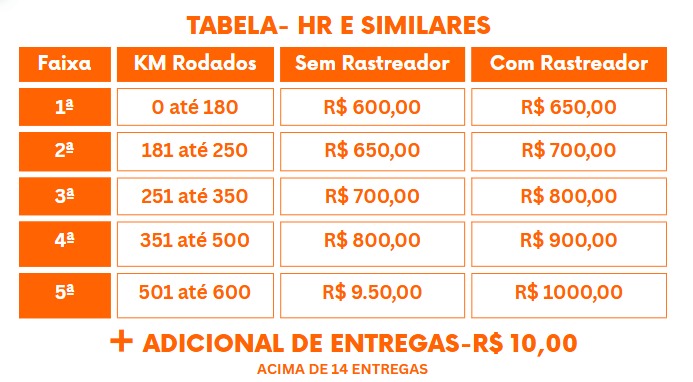 TABELA- HR E SIMILARES
Faixa KM Rodados Sem Rastreador Com Rastreador
1ª 0 até 180 R$ 600,00 R$ 650,00
2ª 181 até 250 R$ 650,00 R$ 700,00
3ª 251 até 350 R$ 700,00 R$ 800,00
4ª 351 até 500 R$ 800,00 R$ 900,00
5ª 501 até 600 R$ 9.50,00 R$ 1000,00
+ ADICIONAL DE ENTREGAS-R$ 10,00
ACIMA DE 14 ENTREGAS